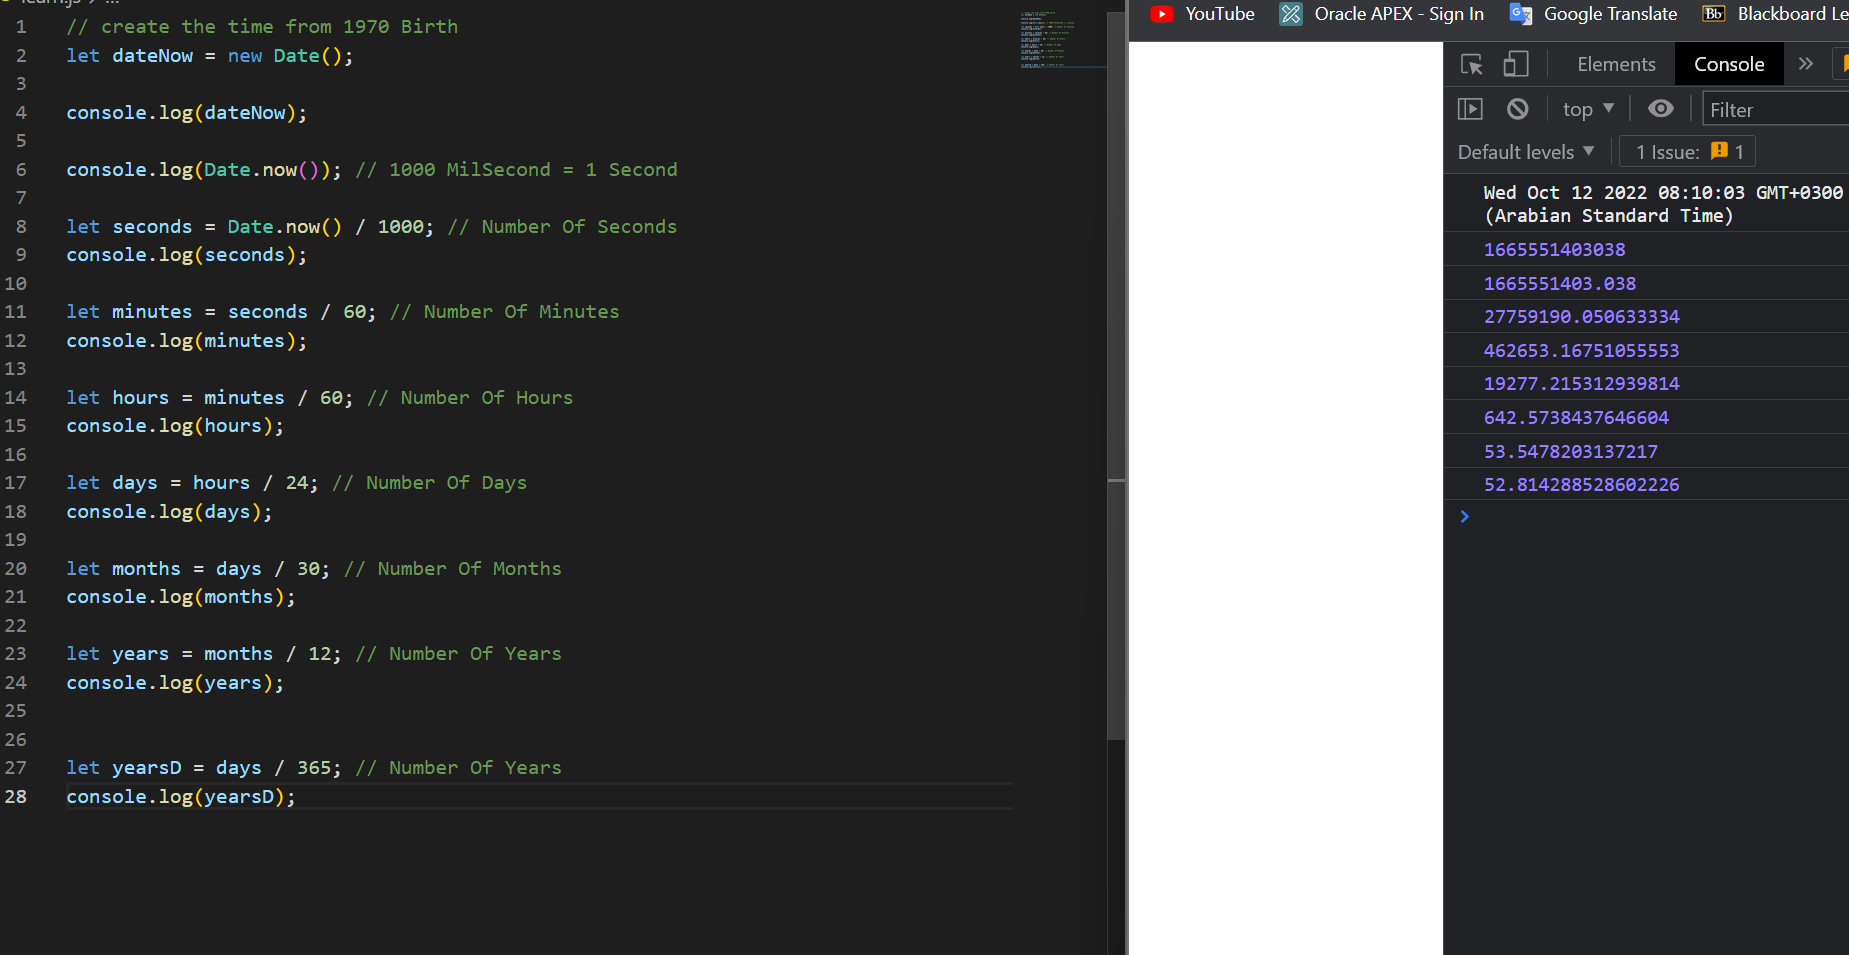 // create the time from 1970 Birth
let dateNow = new Date();
console.log(dateNow);
console.log(Date.now()); // 1000 MilSecond = 1 Second
let seconds = Date.now() / 1000; // Number Of Seconds
console.log(seconds);
let minutes = seconds / 60; // Number Of Minutes
console.log(minutes);
let hours = minutes / 60; // Number Of Hours
console.log(hours);
let days = hours / 24; // Number Of Days
console.log(days);
let months = days / 30; // Number Of Months
console.log(months);
let years = months / 12; // Number Of Years
console.log(years);
let yearsD = days / 365; // Number Of Years
console.log(yearsD);
1
2
3
4
5
6
7
8
9
10
11
12
13
14
15
16
17
18
19
20
21
22
23
24
25
26
27
28
YouTube Oracle APEX - Sign In Google Translate Bb Blackboard Le
Elements Console »
top Filter
Default levels 1 Issue: 1
Wed Oct 12 2022 08:10:03 GMT+0300
(Arabian Standard Time)
1665551403038
1665551403.038
27759190.050633334
462653.16751055553
19277.215312939814
642.5738437646604
53.5478203137217
52.814288528602226
>